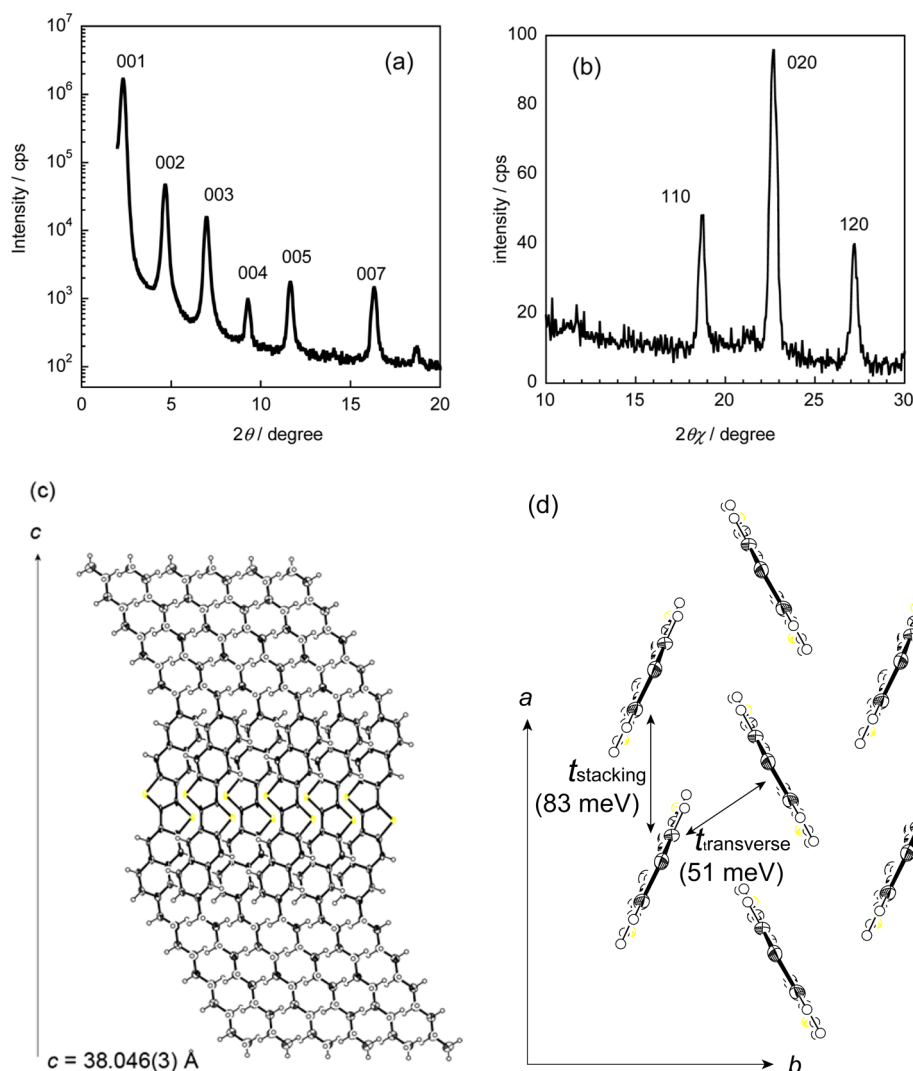 (a)
Intensity / cps
10^7
10^6
10^5
10^4
10^3
10^2
001
002
003
004
005
007
0
5
10
15
20
2θ / degree
(b)
intensity / cps
100
80
60
40
20
0
110
020
120
10
15
20
25
30
2θχ / degree
(c)
c
c = 38.046(3) Å
(d)
a
tstacking
(83 meV)
ttransverse
(51 meV)
b